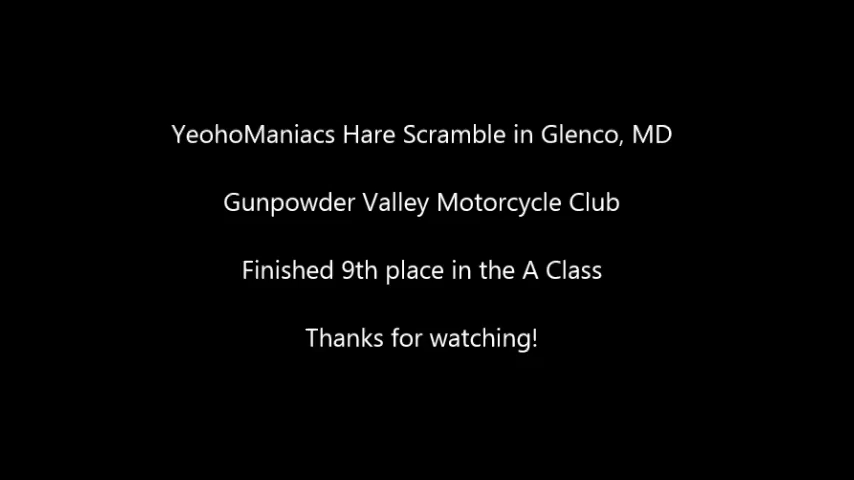 YeohoManiacs Hare Scramble in Glenco, MD
Gunpowder Valley Motorcycle Club
Finished 9th place in the A Class
Thanks for watching!